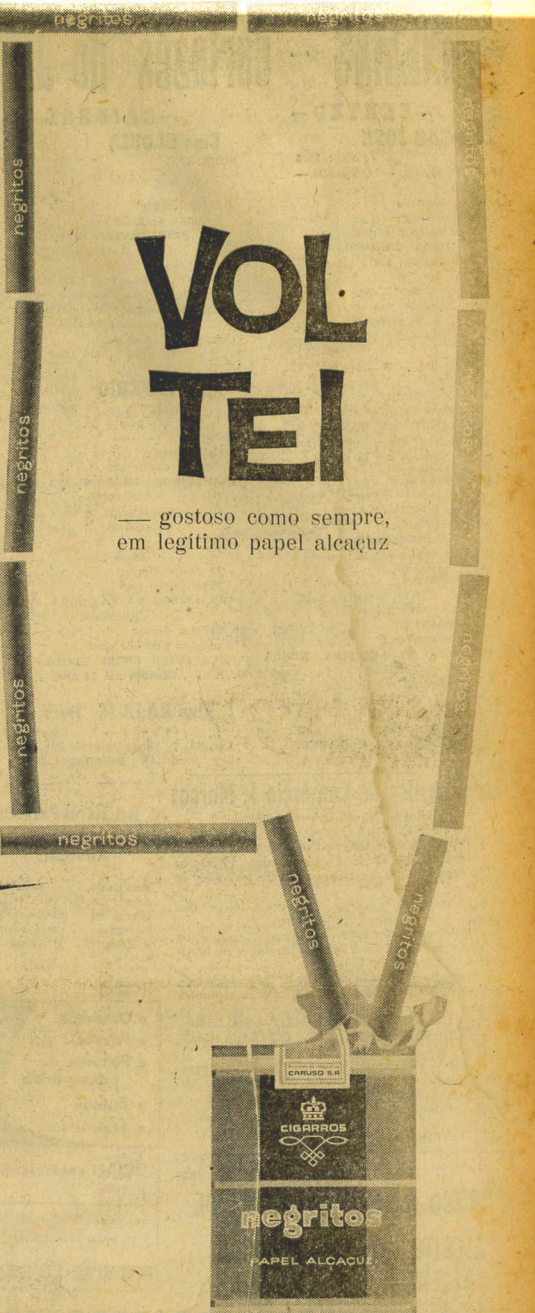 negritos
negritos
negritos
negritos
VOL
TEI
negritos
— gostoso como sempre,
em legítimo papel alcaçuz
negritos
negritos
negritos
negritos
negritos
CARUSO S.A
CIGARROS
negritos
PAPEL ALCAÇUZ